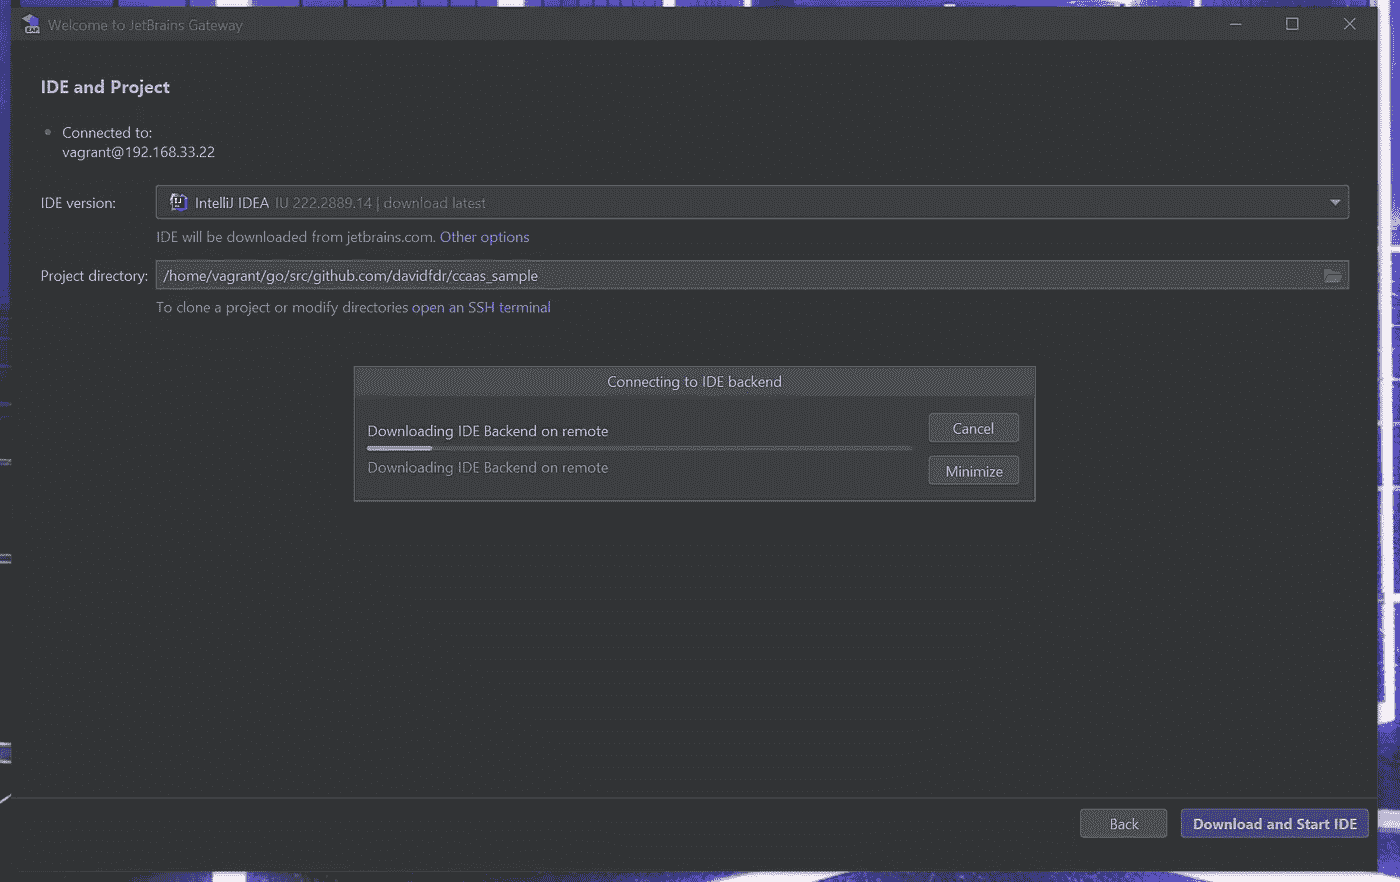 Welcome to JetBrains Gateway
IDE and Project
Connected to:
vagrant@192.168.33.22
IDE version: IntelliJ IDEA IU 222.2889.14 | download latest
IDE will be downloaded from jetbrains.com. Other options
Project directory: /home/vagrant/go/src/github.com/davidfdr/ccaas_sample
To clone a project or modify directories open an SSH terminal
Connecting to IDE backend
Downloading IDE Backend on remote
Cancel
Downloading IDE Backend on remote
Minimize
Back
Download and Start IDE